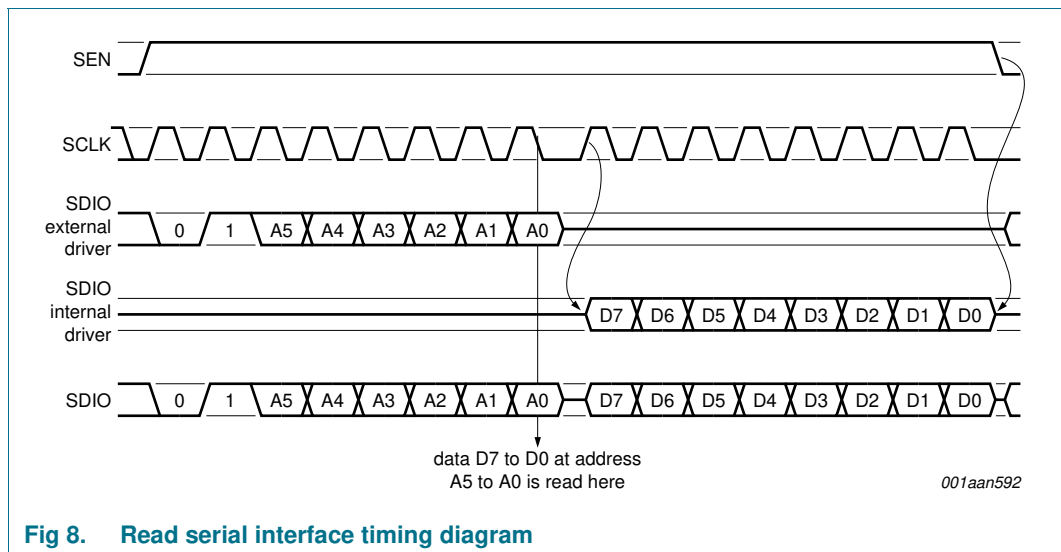 SEN
SCLK
SDIO
external
driver
0 1 A5 A4 A3 A2 A1 A0
SDIO
internal
driver
D7 D6 D5 D4 D3 D2 D1 D0
SDIO
0 1 A5 A4 A3 A2 A1 A0 D7 D6 D5 D4 D3 D2 D1 D0
data D7 to D0 at address
A5 to A0 is read here
001aan592
Fig 8. Read serial interface timing diagram